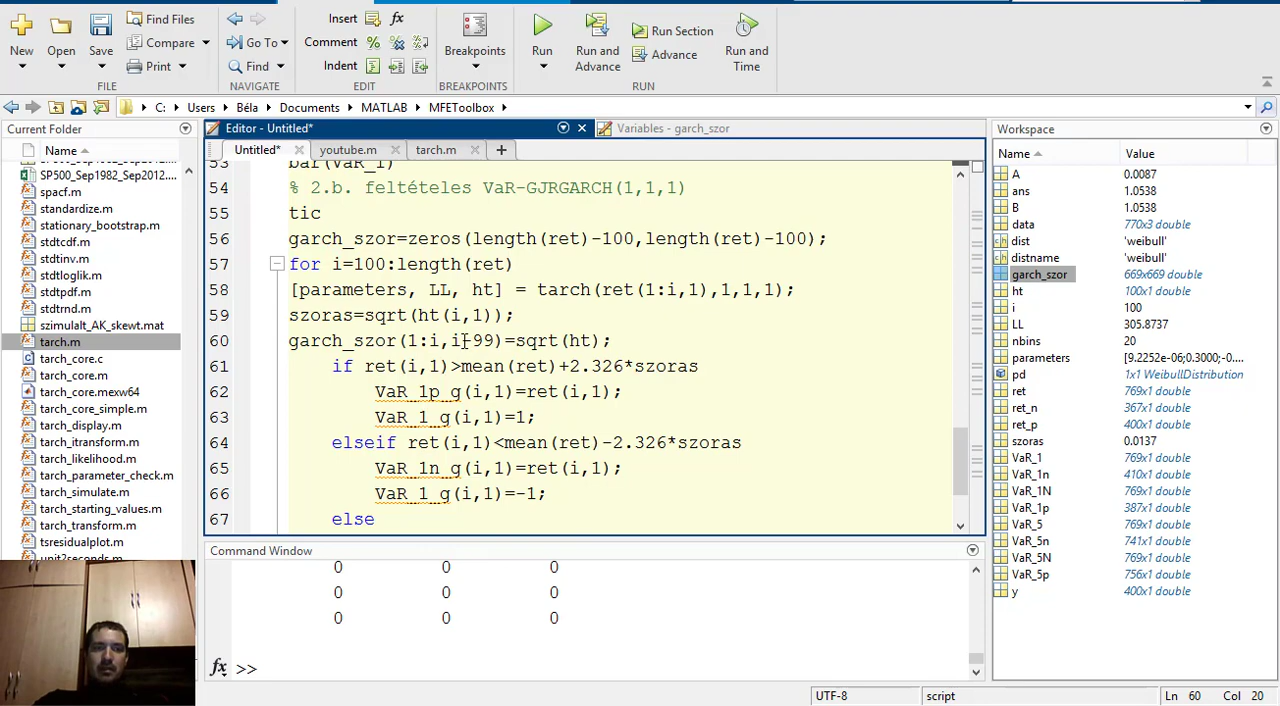 Insert fx
Find Files
New Open Save Compare Go To Comment Breakpoints Run Run and Advance Run Section Advance Run and Time
Print Find Indent
FILE NAVIGATE EDIT BREAKPOINTS RUN
C: Users Béla Documents MATLAB MFEToolbox
Current Folder
Name
SP500_Sep1982_Sep2012....
spacf.m
standardize.m
stationary_bootstrap.m
stdtcdf.m
stdtinv.m
stdtloglik.m
stdtpdf.m
stdtrnd.m
szimulalt_AK_skewt.mat
tarch.m
tarch_core.c
tarch_core.m
tarch_core.mexw64
tarch_core_simple.m
tarch_display.m
tarch_itransform.m
tarch_likelihood.m
tarch_parameter_check.m
tarch_simulate.m
tarch_starting_values.m
tarch_transform.m
tsresidualplot.m
unit2seconds.m
Editor - Untitled*
Variables - garch_szor
Untitled* youtube.m tarch.m
53 bar(VaR_1)
54 % 2.b. feltételes VaR-GJRGARCH(1,1,1)
55 tic
56 garch_szor=zeros(length(ret)-100,length(ret)-100);
57 for i=100:length(ret)
58 [parameters, LL, ht] = tarch(ret(1:i,1),1,1,1);
59 szoras=sqrt(ht(i,1));
60 garch_szor(1:i,i-99)=sqrt(ht);
61 if ret(i,1)>mean(ret)+2.326*szoras
62 VaR_1p_g(i,1)=ret(i,1);
63 VaR_1_g(i,1)=1;
64 elseif ret(i,1)<mean(ret)-2.326*szoras
65 VaR_1n_g(i,1)=ret(i,1);
66 VaR_1_g(i,1)=-1;
67 else
Command Window
0 0 0
0 0 0
0 0 0
fx >>
Workspace
Name Value
A 0.0087
ans 1.0538
B 1.0538
data 770x3 double
dist 'weibull'
distname 'weibull'
garch_szor 669x669 double
ht 100x1 double
i 100
LL 305.8737
nbins 20
parameters [9.2252e-06;0.3000;-0....
pd 1x1 WeibullDistribution
ret 769x1 double
ret_n 367x1 double
ret_p 400x1 double
szoras 0.0137
VaR_1 769x1 double
VaR_1n 410x1 double
VaR_1N 769x1 double
VaR_1p 387x1 double
VaR_5 769x1 double
VaR_5n 741x1 double
VaR_5N 769x1 double
VaR_5p 756x1 double
y 400x1 double
UTF-8 script Ln 60 Col 20